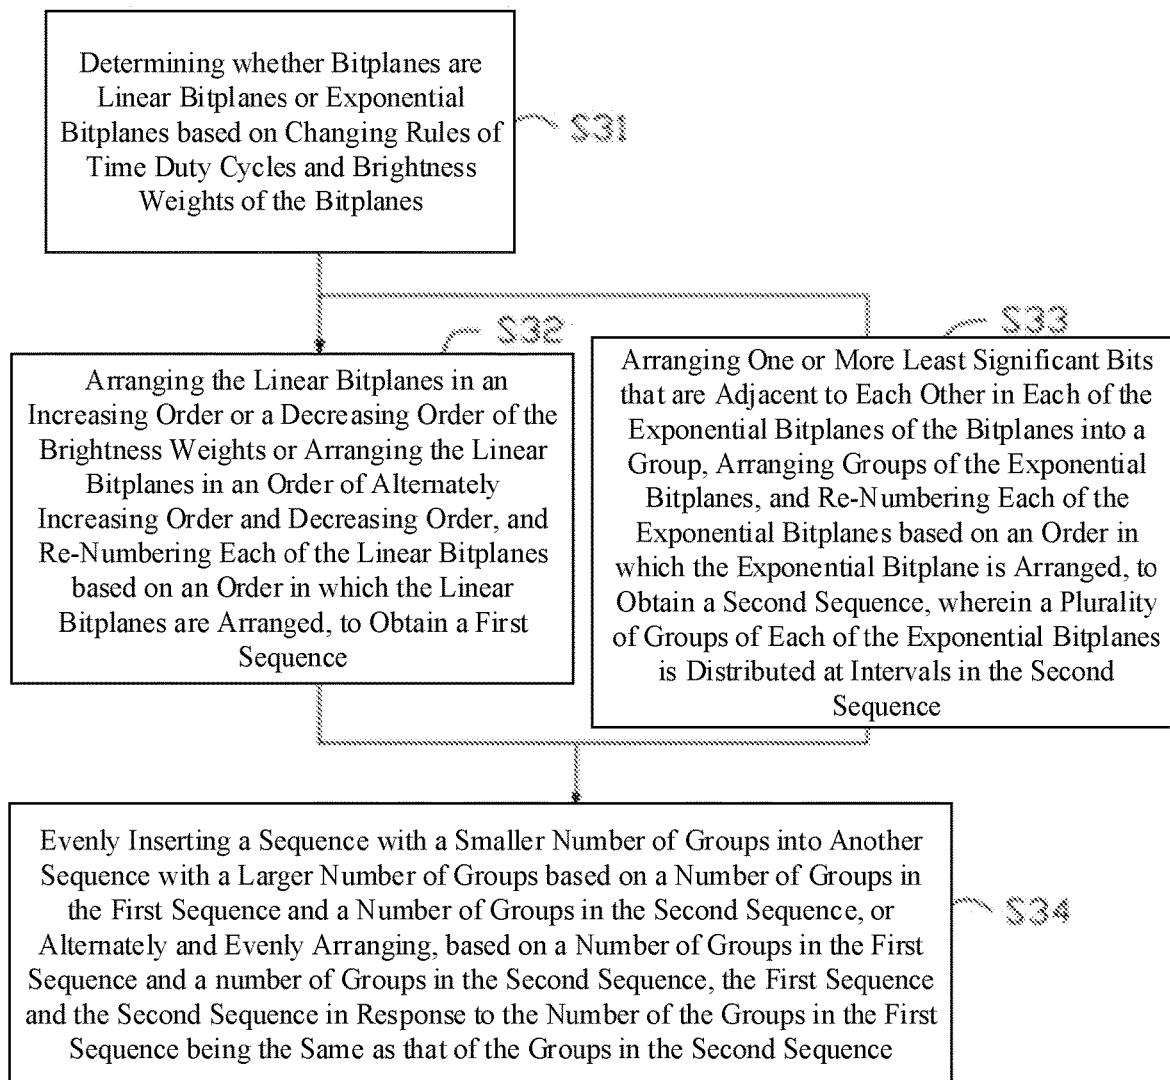 Determining whether Bitplanes are
Linear Bitplanes or Exponential
Bitplanes based on Changing Rules of
Time Duty Cycles and Brightness
Weights of the Bitplanes
S31
S32
Arranging the Linear Bitplanes in an
Increasing Order or a Decreasing Order of the
Brightness Weights or Arranging the Linear
Bitplanes in an Order of Alternately
Increasing Order and Decreasing Order, and
Re-Numbering Each of the Linear Bitplanes
based on an Order in which the Linear
Bitplanes are Arranged, to Obtain a First
Sequence
S33
Arranging One or More Least Significant Bits
that are Adjacent to Each Other in Each of the
Exponential Bitplanes of the Bitplanes into a
Group, Arranging Groups of the Exponential
Bitplanes, and Re-Numbering Each of the
Exponential Bitplanes based on an Order in
which the Exponential Bitplane is Arranged, to
Obtain a Second Sequence, wherein a Plurality
of Groups of Each of the Exponential Bitplanes
is Distributed at Intervals in the Second
Sequence
Evenly Inserting a Sequence with a Smaller Number of Groups into Another
Sequence with a Larger Number of Groups based on a Number of Groups in
the First Sequence and a Number of Groups in the Second Sequence, or
Alternately and Evenly Arranging, based on a Number of Groups in the First
Sequence and a number of Groups in the Second Sequence, the First Sequence
and the Second Sequence in Response to the Number of the Groups in the First
Sequence being the Same as that of the Groups in the Second Sequence
S34